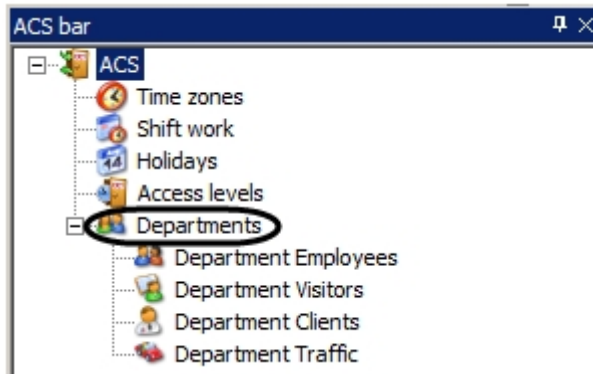 ACS bar
ACS
Time zones
Shift work
Holidays
Access levels
Departments
Department Employees
Department Visitors
Department Clients
Department Traffic